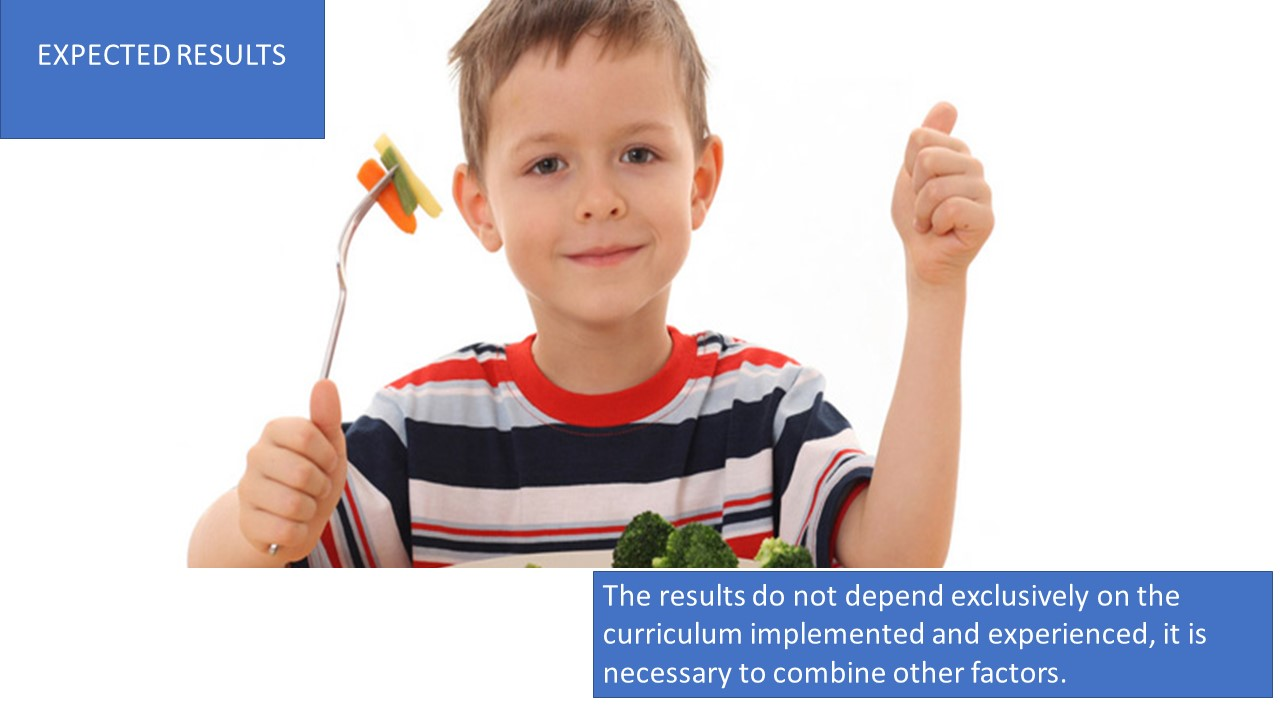 EXPECTED RESULTS
The results do not depend exclusively on the
curriculum implemented and experienced, it is
necessary to combine other factors.